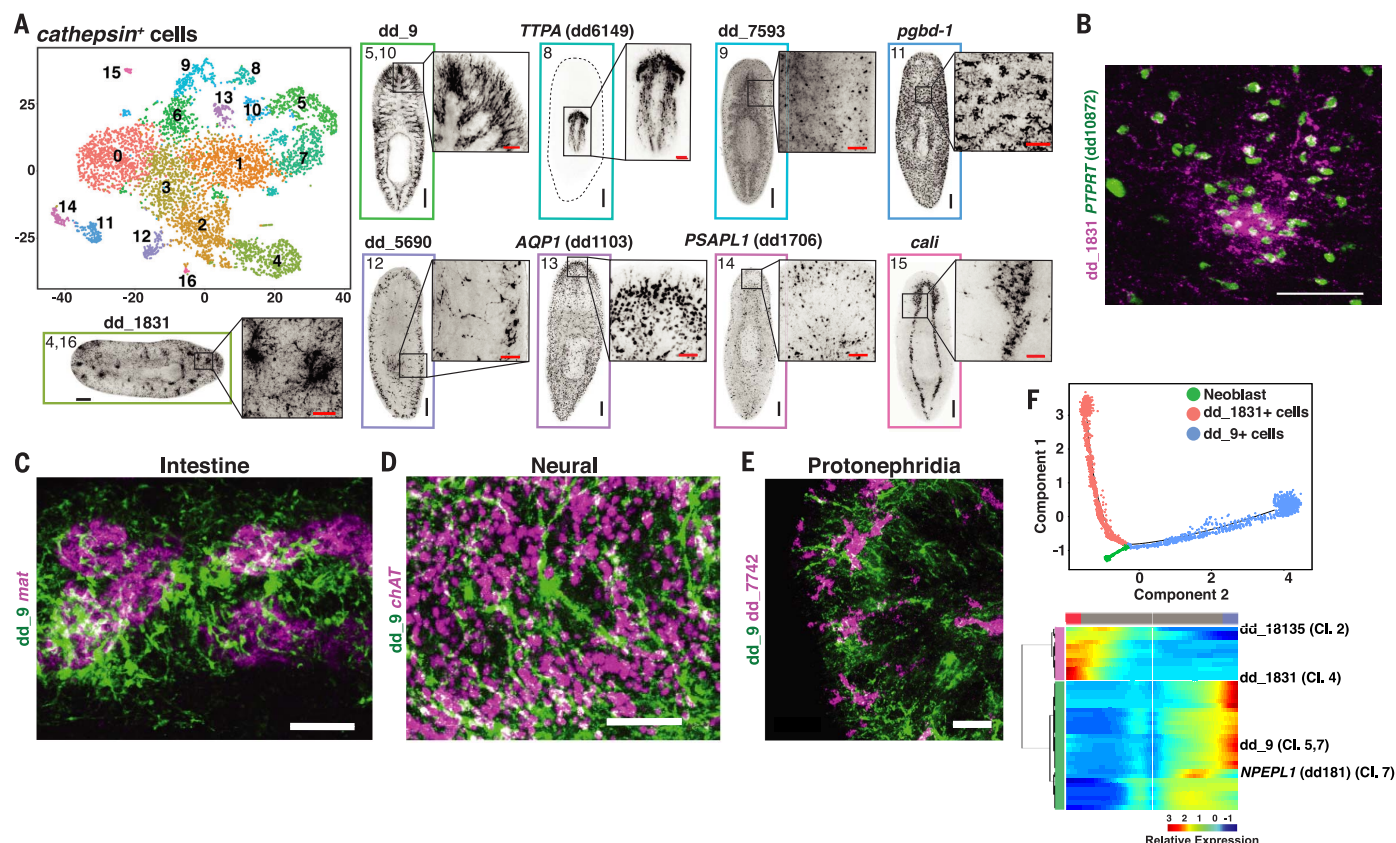 A
cathepsin+ cells
15
9
8
13
6
10
5
0
1
7
3
14
11
12
2
4
16
25
0
-25
-40
-20
0
20
40
dd_9
5,10
TTPA (dd6149)
8
dd_7593
9
pgbd-1
11
dd_1831
4,16
dd_5690
12
AQP1 (dd1103)
13
PSAPL1 (dd1706)
14
cali
15
B
dd_1831 PTPRT (dd10872)
C
Intestine
dd_9 mat
D
Neural
dd_9 chAT
E
Protonephridia
dd_9 dd_7742
F
Neoblast
dd_1831+ cells
dd_9+ cells
Component 1
3
2
1
0
-1
0
2
4
Component 2
dd_18135 (Cl. 2)
dd_1831 (Cl. 4)
dd_9 (Cl. 5,7)
NPEPL1 (dd181) (Cl. 7)
3 2 1 0 -1
Relative Expression